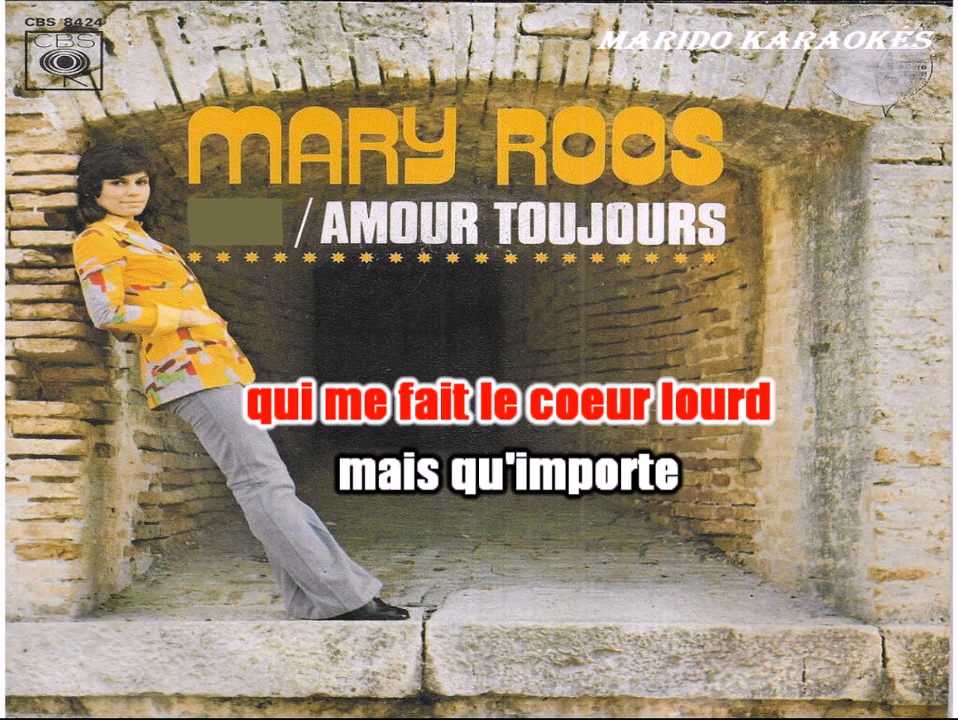 CBS 8424
CBS
MARIDO KARAOKÉS
MARY ROOS
/ AMOUR TOUJOURS
qui me fait le coeur lourd
mais qu'importe